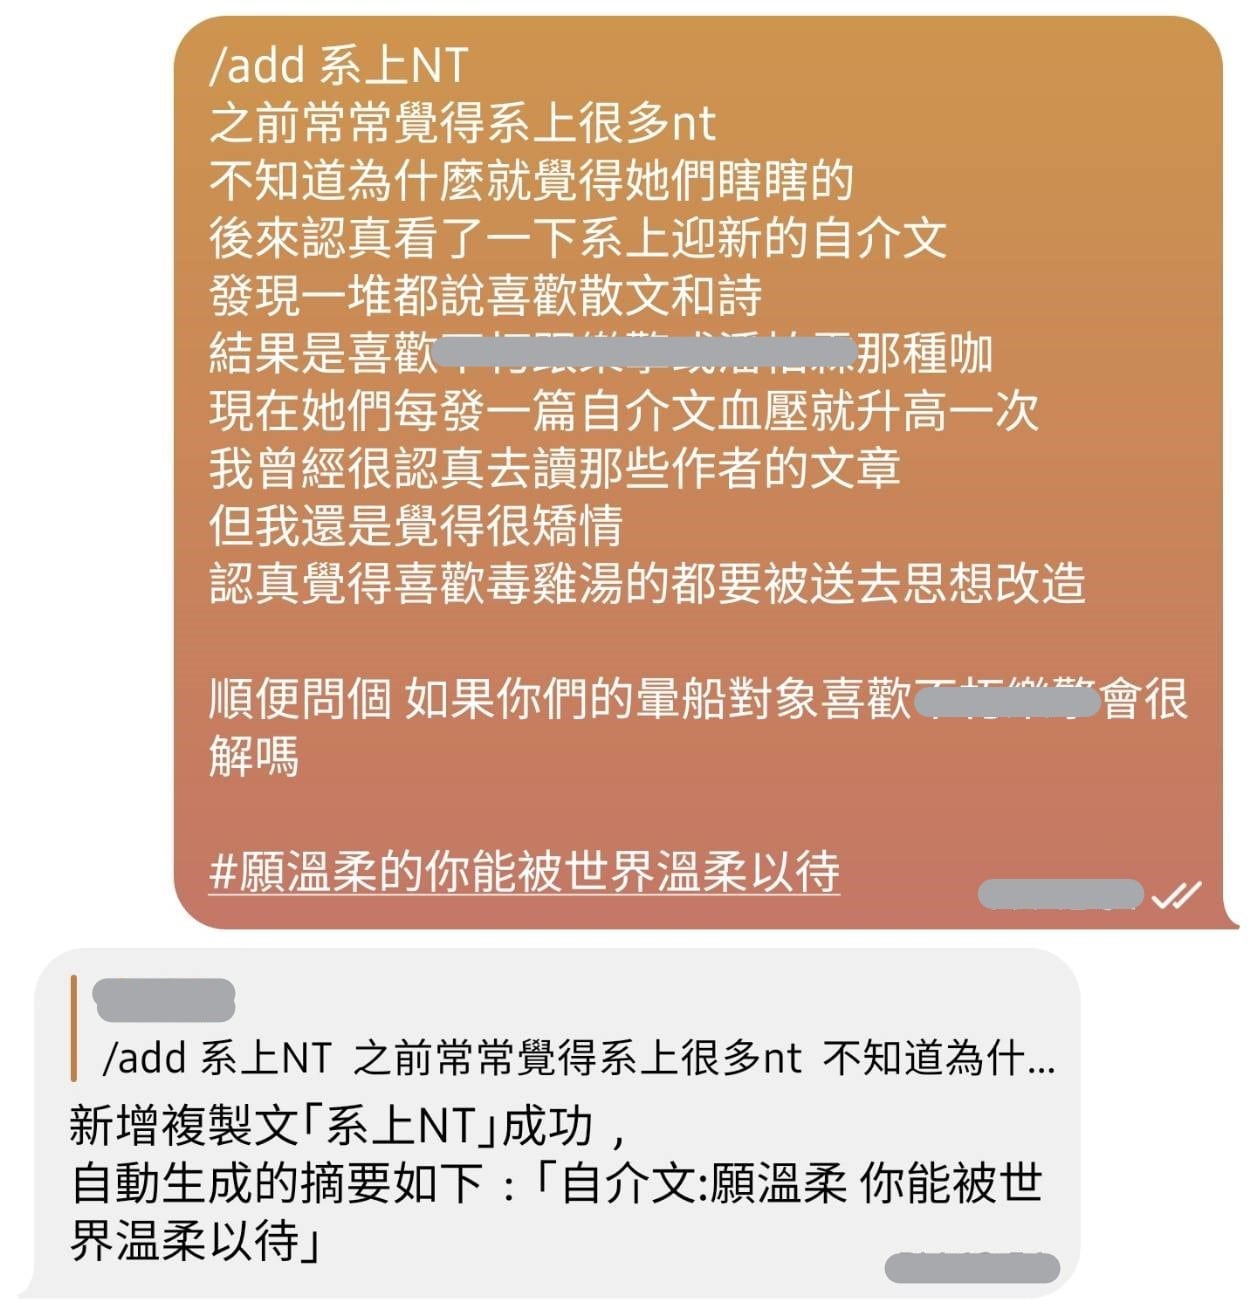 /add 系上NT
之前常常覺得系上很多nt
不知道為什麼就覺得她們瞎瞎的
後來認真看了一下系上迎新的自介文
發現一堆都說喜歡散文和詩
結果是喜歡 那種咖
現在她們每發一篇自介文血壓就升高一次
我曾經很認真去讀那些作者的文章
但我還是覺得很矯情
認真覺得喜歡毒雞湯的都要被送去思想改造
順便問個 如果你們的暈船對象喜歡 會很
解嗎
#願溫柔的你能被世界溫柔以待
/add 系上NT 之前常常覺得系上很多nt 不知道為什...
新增複製文「系上NT」成功，
自動生成的摘要如下：「自介文:願溫柔 你能被世
界温柔以待」